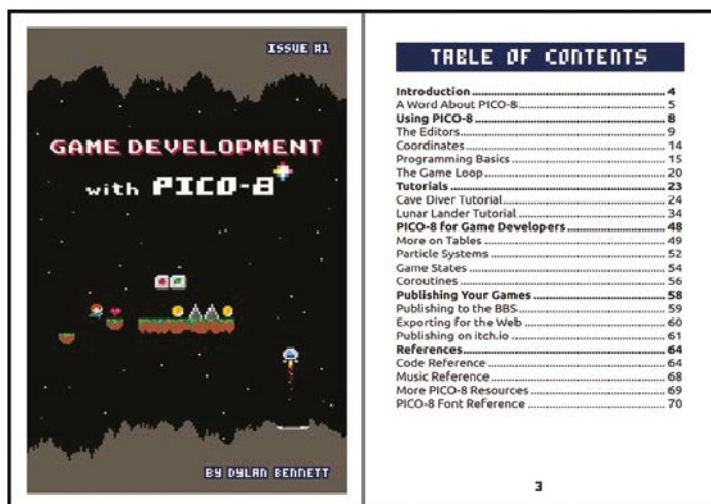 ISSUE #1
GAME DEVELOPMENT
with PICO-8
BY DYLAN BENNETT
TABLE OF CONTENTS
Introduction ........ 4
A Word About PICO-8 ........ 5
Using PICO-8 ........ 8
The Editors ........ 9
Coordinates ........ 14
Programming Basics ........ 15
The Game Loop ........ 20
Tutorials ........ 23
Cave Diver Tutorial ........ 24
Lunar Lander Tutorial ........ 34
PICO-8 for Game Developers ........ 48
More on Tables ........ 49
Particle Systems ........ 52
Game States ........ 54
Coroutines ........ 56
Publishing Your Games ........ 58
Publishing to the BBS ........ 59
Exporting for the Web ........ 60
Publishing on itch.io ........ 61
References ........ 64
Code Reference ........ 64
Music Reference ........ 68
More PICO-8 Resources ........ 69
PICO-8 Font Reference ........ 70
3